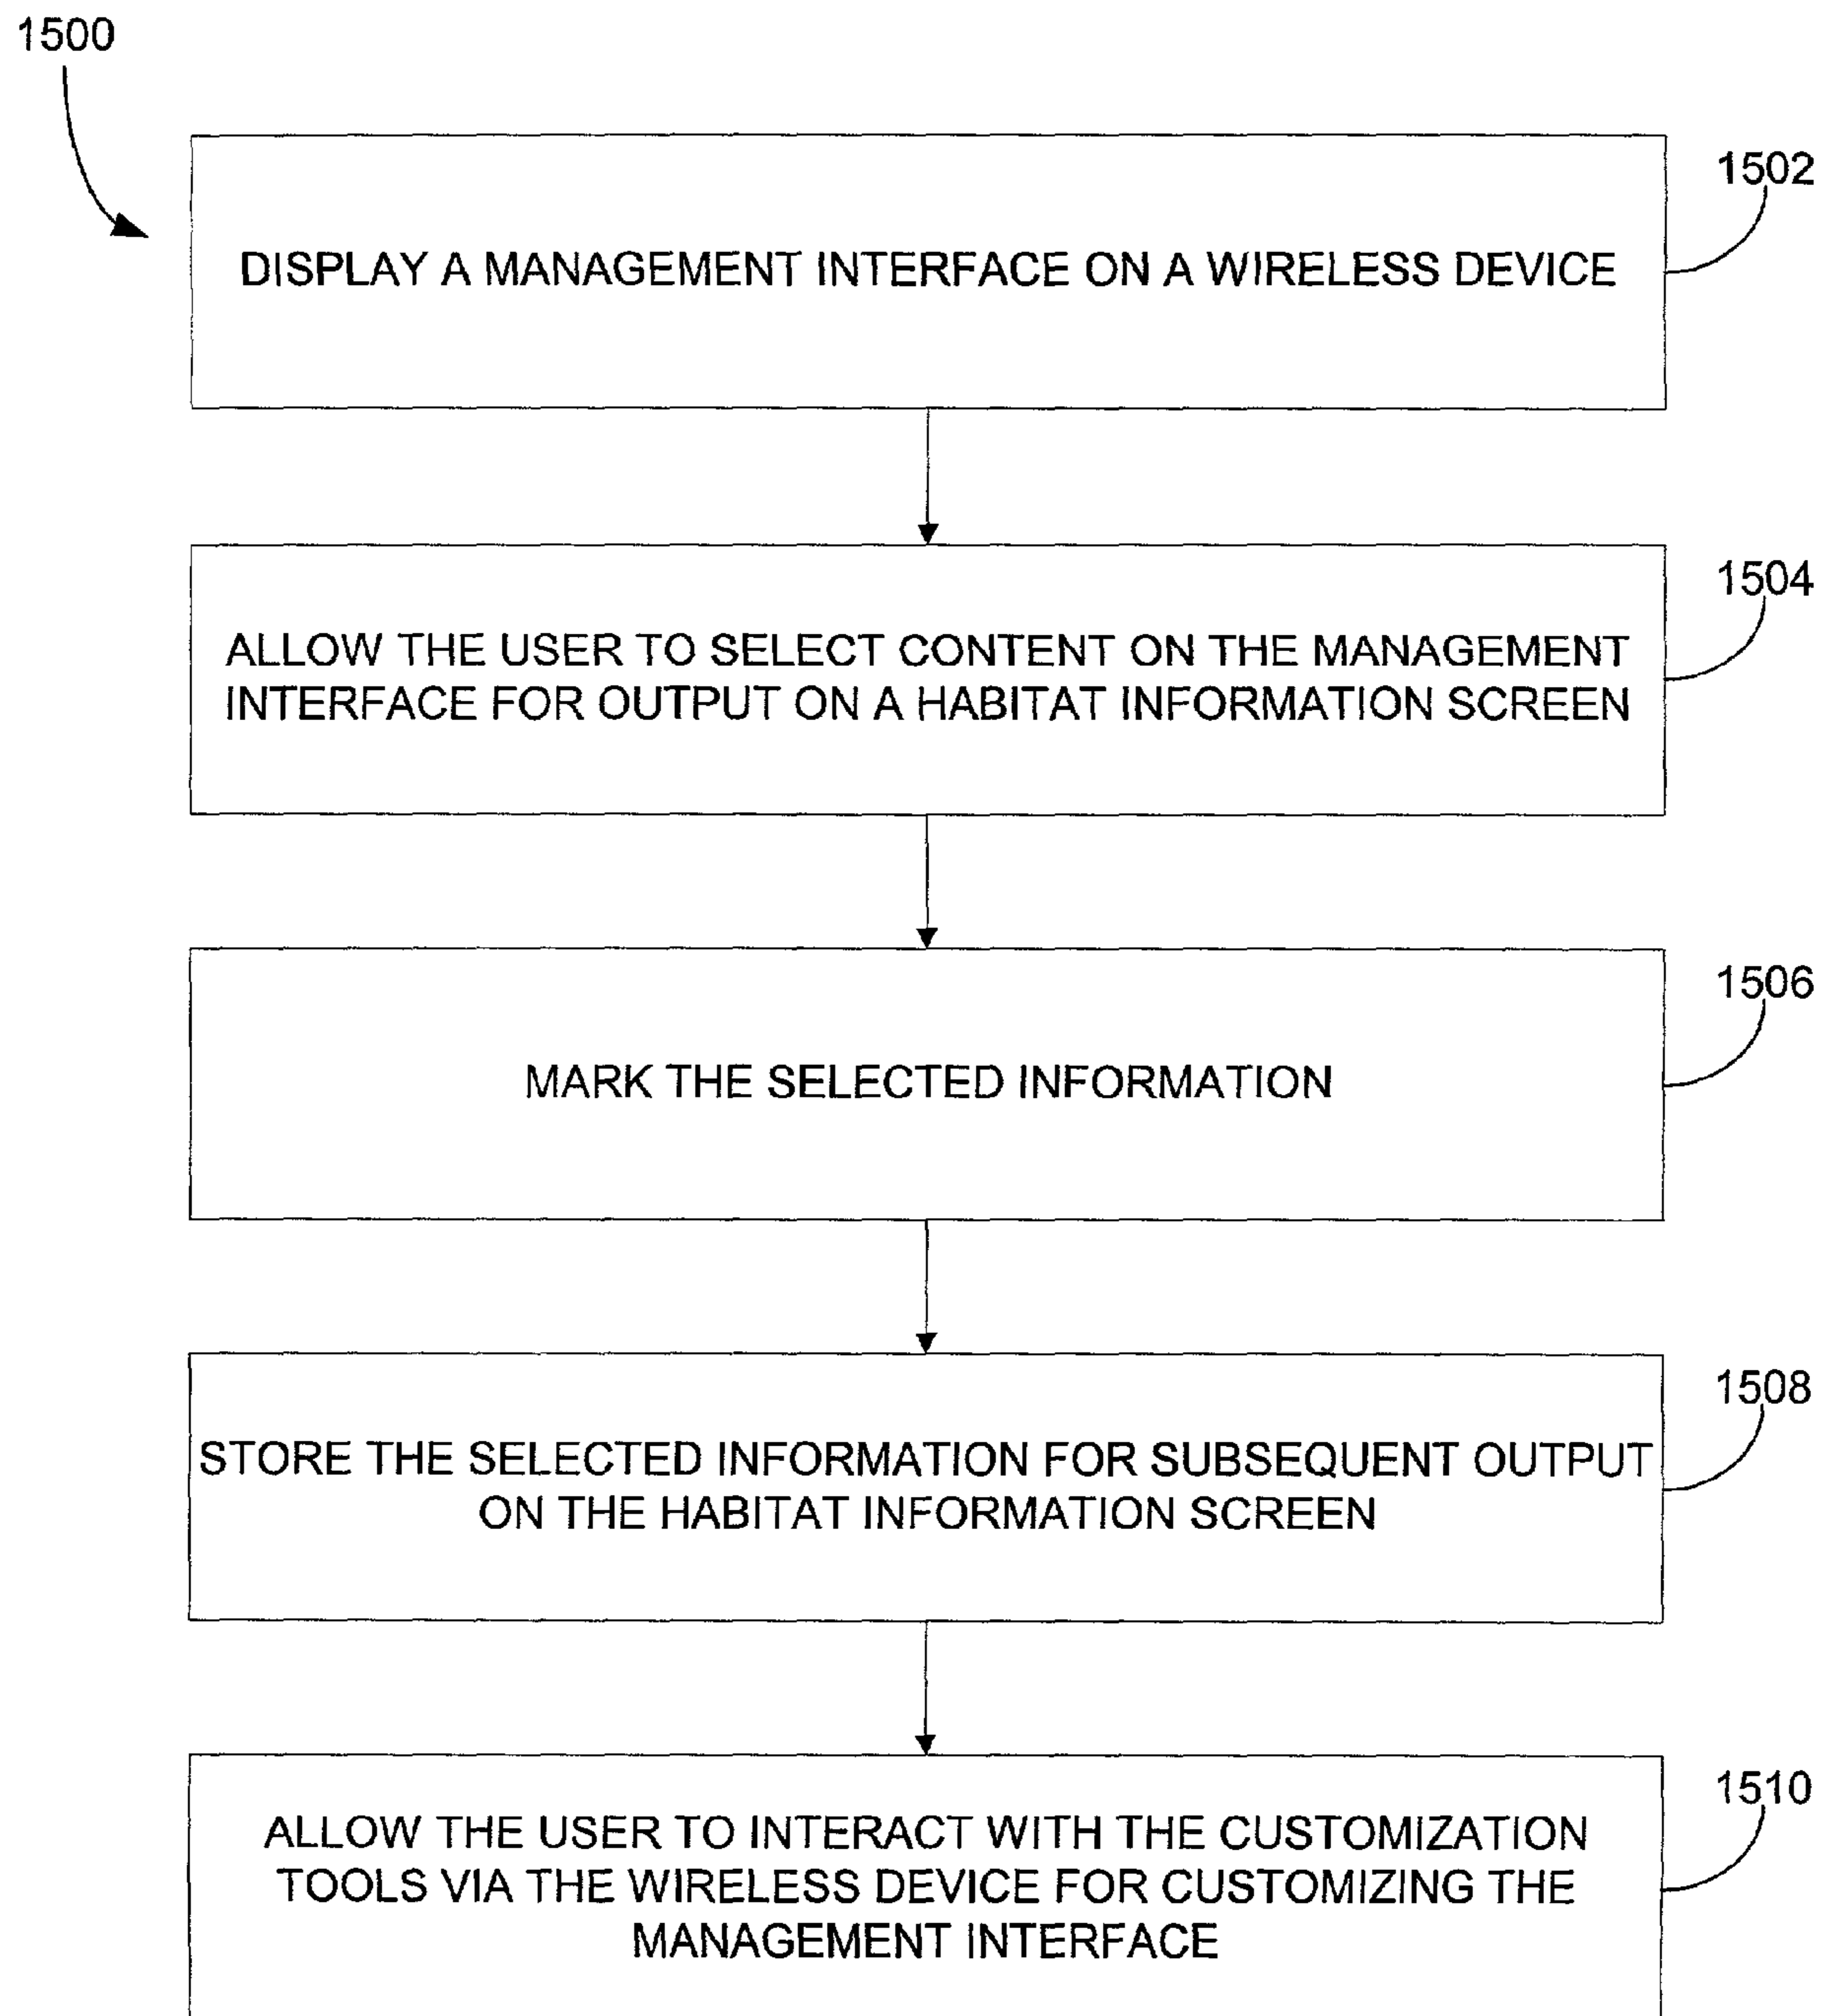 1500
1502
DISPLAY A MANAGEMENT INTERFACE ON A WIRELESS DEVICE
1504
ALLOW THE USER TO SELECT CONTENT ON THE MANAGEMENT
INTERFACE FOR OUTPUT ON A HABITAT INFORMATION SCREEN
1506
MARK THE SELECTED INFORMATION
1508
STORE THE SELECTED INFORMATION FOR SUBSEQUENT OUTPUT
ON THE HABITAT INFORMATION SCREEN
1510
ALLOW THE USER TO INTERACT WITH THE CUSTOMIZATION
TOOLS VIA THE WIRELESS DEVICE FOR CUSTOMIZING THE
MANAGEMENT INTERFACE